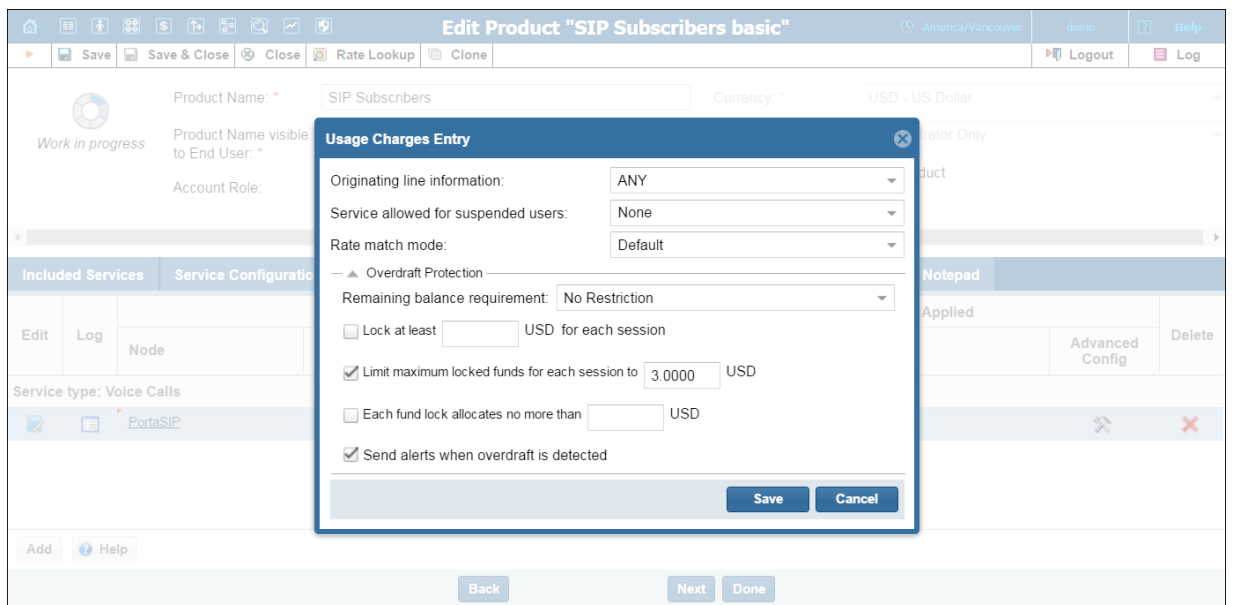 Edit Product "SIP Subscribers basic" America/Vancouver demo ? Help
Save Save & Close Close Rate Lookup Clone Logout Log
Product Name: * SIP Subscribers Currency: * USD - US Dollar
Work in progress
Product Name visible
to End User: *
rator Only
Account Role:
duct
Usage Charges Entry
Originating line information: ANY
Service allowed for suspended users: None
Rate match mode: Default
Overdraft Protection
Remaining balance requirement: No Restriction
Lock at least USD for each session
Limit maximum locked funds for each session to 3.0000 USD
Each fund lock allocates no more than USD
Send alerts when overdraft is detected
Save Cancel
Included Services Service Configuratio Notepad
Applied
Edit Log Node Advanced
Config
Delete
Service type: Voice Calls
PortaSIP
Add ? Help
Back Next Done